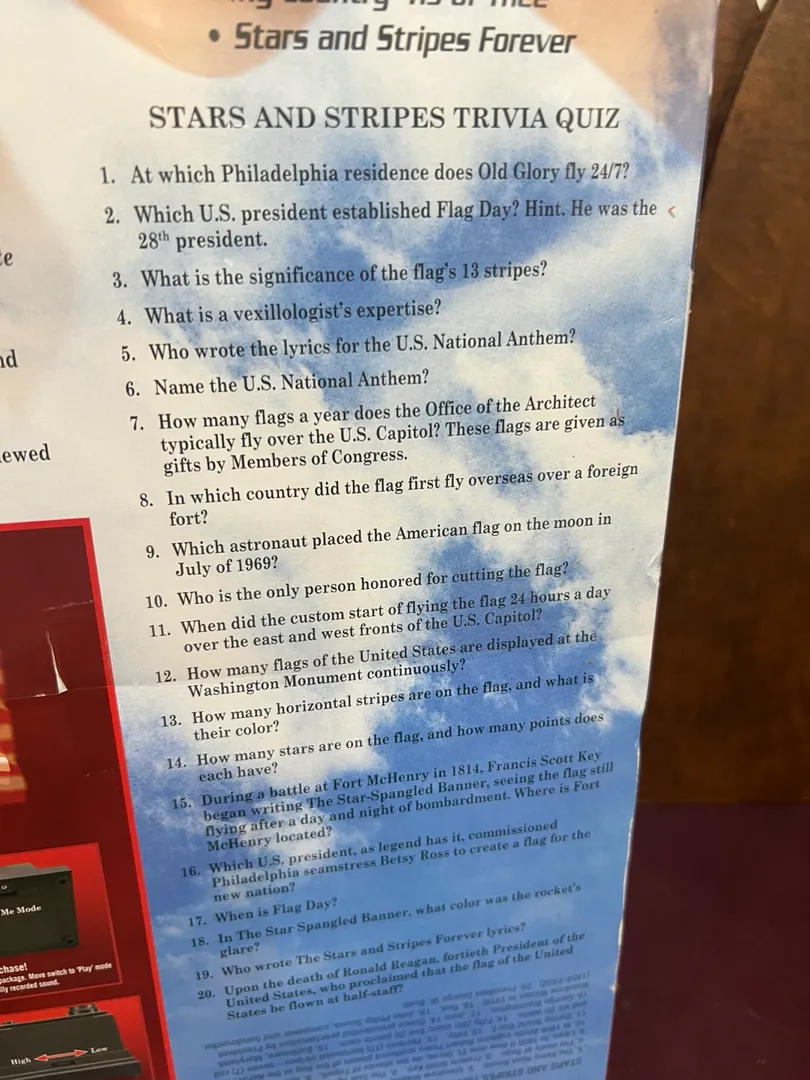 • Stars and Stripes Forever
STARS AND STRIPES TRIVIA QUIZ
1. At which Philadelphia residence does Old Glory fly 24/7?
2. Which U.S. president established Flag Day? Hint. He was the
28th president.
3. What is the significance of the flag's 13 stripes?
4. What is a vexillologist's expertise?
5. Who wrote the lyrics for the U.S. National Anthem?
6. Name the U.S. National Anthem?
7. How many flags a year does the Office of the Architect
typically fly over the U.S. Capitol? These flags are given as
gifts by Members of Congress.
8. In which country did the flag first fly overseas over a foreign
fort?
9. Which astronaut placed the American flag on the moon in
July of 1969?
10. Who is the only person honored for cutting the flag?
11. When did the custom start of flying the flag 24 hours a day
over the east and west fronts of the U.S. Capitol?
12. How many flags of the United States are displayed at the
Washington Monument continuously?
13. How many horizontal stripes are on the flag, and what is
their color?
14. How many stars are on the flag, and how many points does
each have?
15. During a battle at Fort McHenry in 1814, Francis Scott Key
began writing The Star-Spangled Banner, seeing the flag still
flying after a day and night of bombardment. Where is Fort
McHenry located?
16. Which U.S. president, as legend has it, commissioned
Philadelphia seamstress Betsy Ross to create a flag for the
new nation?
17. When is Flag Day?
18. In The Star Spangled Banner, what color was the rocket's
glare?
19. Who wrote The Stars and Stripes Forever lyrics?
20. Upon the death of Ronald Reagan, fortieth President of the
United States, who proclaimed that the flag of the United
States be flown at half-staff?
Me Mode
chase!
package. Move switch to 'Play' mode
lly recorded sound.
High
Low